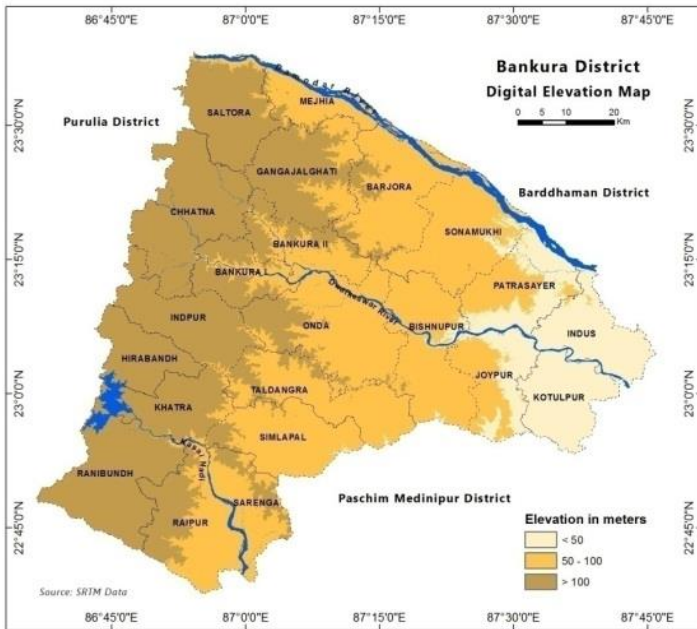 86°45'0"E 87°0'0"E 87°15'0"E 87°30'0"E 87°45'0"E
Bankura District
Digital Elevation Map
0 5 10 20
Km
Purulia District
Barddhaman District
Paschim Medinipur District
23°30'0"N
23°15'0"N
23°0'0"N
22°45'0"N
23°30'0"N
23°15'0"N
23°0'0"N
22°45'0"N
Damodar River
MEJHIA
SALTORA
GANGAJALGHATI
BARJORA
CHHATNA
SONAMUKHI
BANKURA II
BANKURA I
PATRASAYER
Dwarkeswar River
INDPUR
ONDA
BISHNUPUR
INDUS
HIRABANDH
JOYPUR
TALDANGRA
KOTULPUR
KHATRA
SIMLAPAL
Kasai Nadi
RANIBUNDH
SARENGA
RAIPUR
Elevation in meters
< 50
50 - 100
> 100
Source: SRTM Data
86°45'0"E 87°0'0"E 87°15'0"E 87°30'0"E 87°45'0"E